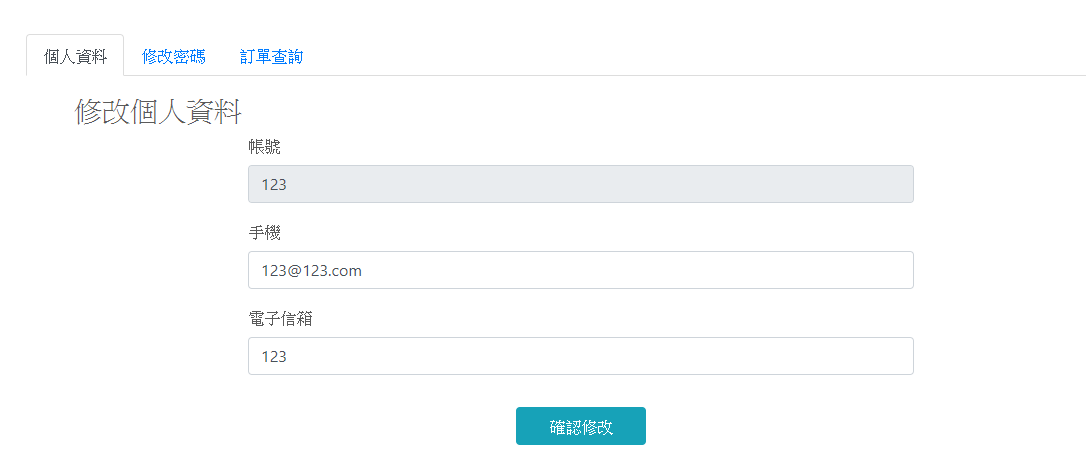 個人資料 修改密碼 訂單查詢
修改個人資料
帳號
123
手機
123@123.com
電子信箱
123
確認修改